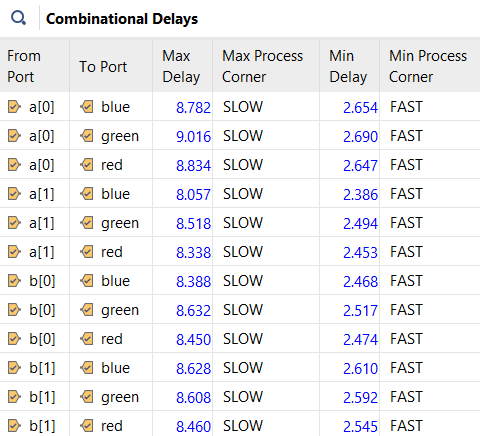 Combinational Delays
From Port To Port Max Delay Max Process Corner Min Delay Min Process Corner
a[0] blue 8.782 SLOW 2.654 FAST
a[0] green 9.016 SLOW 2.690 FAST
a[0] red 8.834 SLOW 2.647 FAST
a[1] blue 8.057 SLOW 2.386 FAST
a[1] green 8.518 SLOW 2.494 FAST
a[1] red 8.338 SLOW 2.453 FAST
b[0] blue 8.388 SLOW 2.468 FAST
b[0] green 8.632 SLOW 2.517 FAST
b[0] red 8.450 SLOW 2.474 FAST
b[1] blue 8.628 SLOW 2.610 FAST
b[1] green 8.608 SLOW 2.592 FAST
b[1] red 8.460 SLOW 2.545 FAST